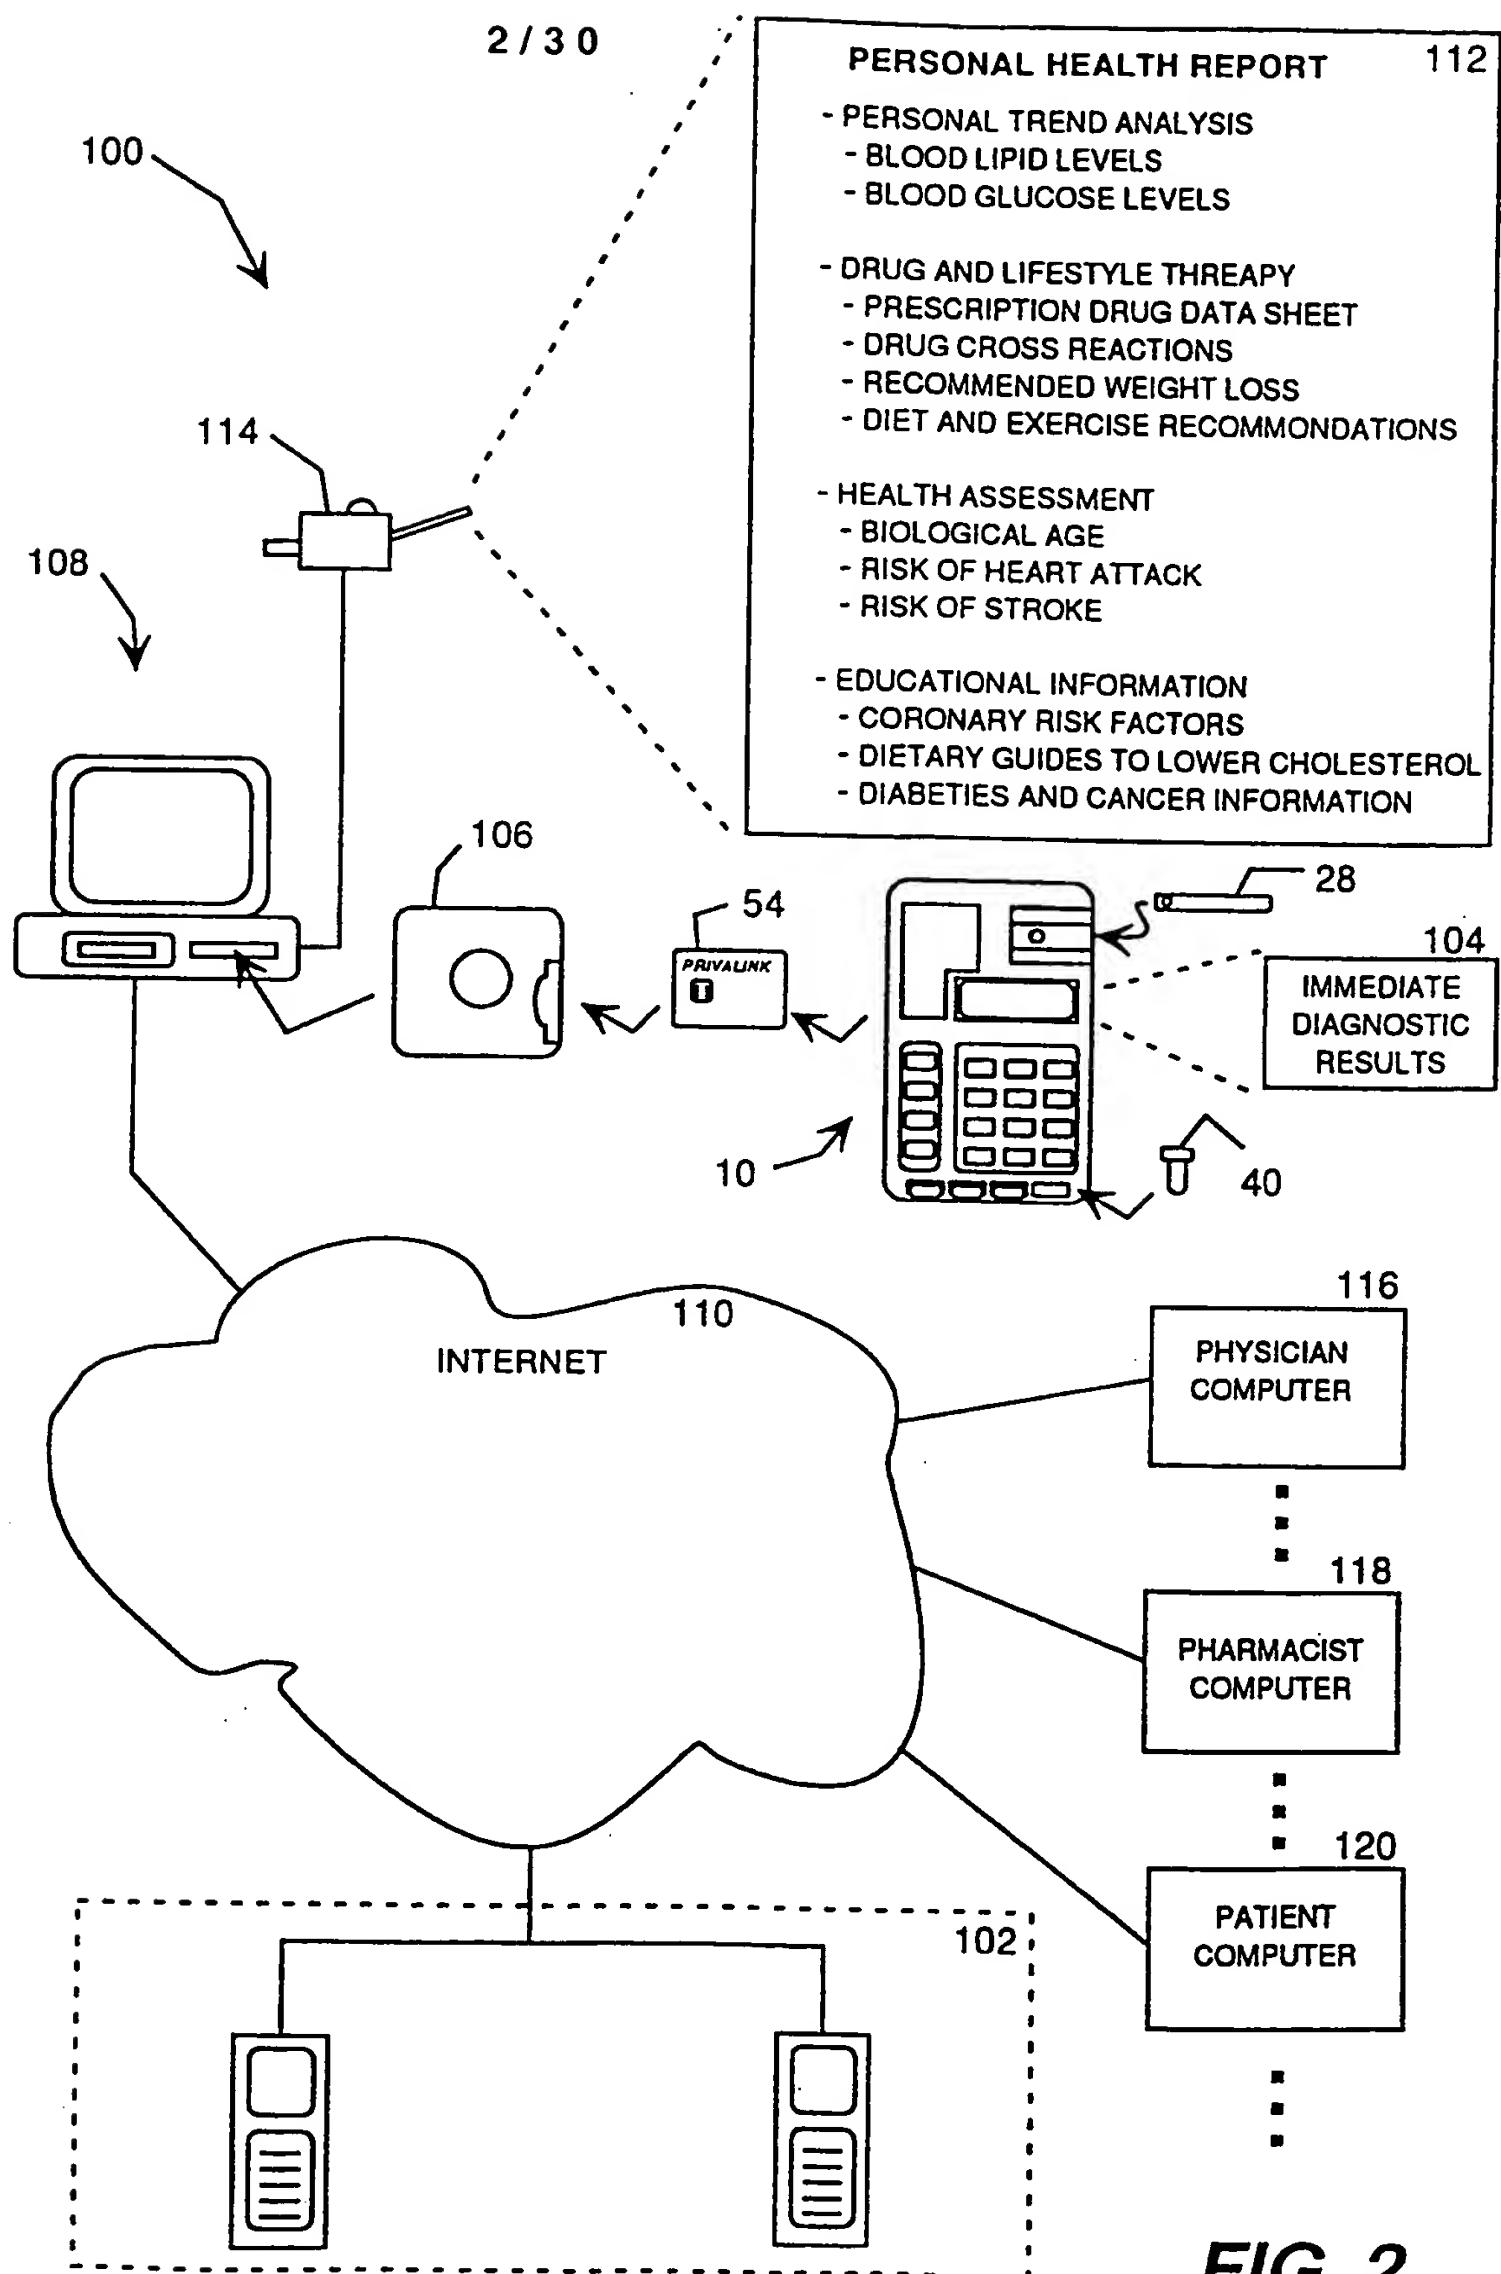 2/30
112
PERSONAL HEALTH REPORT
- PERSONAL TREND ANALYSIS
- BLOOD LIPID LEVELS
- BLOOD GLUCOSE LEVELS
- DRUG AND LIFESTYLE THREAPY
- PRESCRIPTION DRUG DATA SHEET
- DRUG CROSS REACTIONS
- RECOMMENDED WEIGHT LOSS
- DIET AND EXERCISE RECOMMONDATIONS
- HEALTH ASSESSMENT
- BIOLOGICAL AGE
- RISK OF HEART ATTACK
- RISK OF STROKE
- EDUCATIONAL INFORMATION
- CORONARY RISK FACTORS
- DIETARY GUIDES TO LOWER CHOLESTEROL
- DIABETIES AND CANCER INFORMATION
100
114
108
106
54
PRIVALINK
28
104
IMMEDIATE
DIAGNOSTIC
RESULTS
10
40
110
INTERNET
116
PHYSICIAN
COMPUTER
118
PHARMACIST
COMPUTER
120
PATIENT
COMPUTER
102
FIG. 2